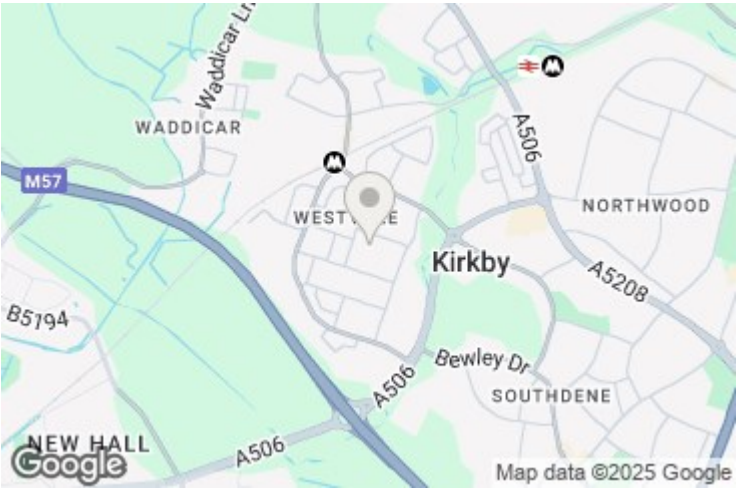 Waddicar Ln
WADDICAR
M57
A506
NORTHWOOD
Kirkby
A5208
B5194
Bewley Dr
A506
SOUTHDENE
NEW HALL
A506
Google
Map data ©2025 Google